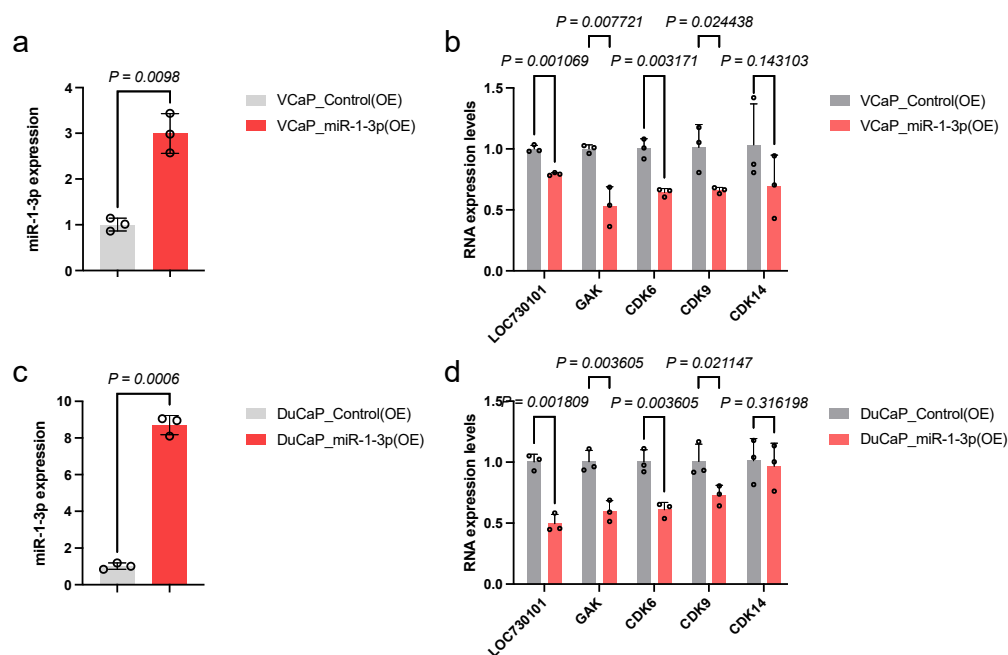 a
P = 0.0098
miR-1-3p expression
4
3
2
1
0
VCaP_Control(OE)
VCaP_miR-1-3p(OE)
b
P = 0.007721
P = 0.024438
P = 0.001069
P = 0.003171
P = 0.143103
RNA expression levels
1.5
1.0
0.5
0.0
LOC730101
GAK
CDK6
CDK9
CDK14
VCaP_Control(OE)
VCaP_miR-1-3p(OE)
c
P = 0.0006
miR-1-3p expression
10
8
6
4
2
0
DuCaP_Control(OE)
DuCaP_miR-1-3p(OE)
d
P = 0.003605
P = 0.021147
P = 0.001809
P = 0.003605
P = 0.316198
RNA expression levels
1.5
1.0
0.5
0.0
LOC730101
GAK
CDK6
CDK9
CDK14
DuCaP_Control(OE)
DuCaP_miR-1-3p(OE)